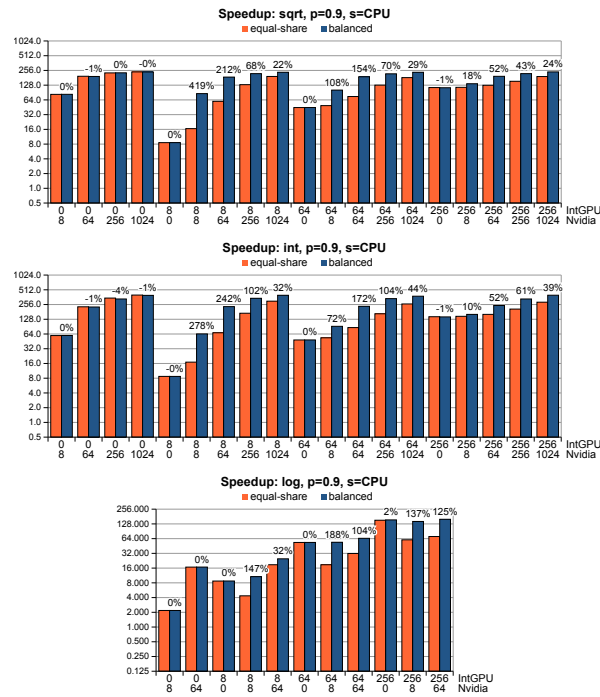 Speedup: sqrt, p=0.9, s=CPU
equal-share balanced
1024.0
512.0
256.0
128.0
64.0
32.0
16.0
8.0
4.0
2.0
1.0
0.5
0% -1% 0% -0% 0% 419% 212% 68% 22% 0% 108% 154% 70% 29% -1% 18% 52% 43% 24%
0 0 0 0 8 8 8 8 8 64 64 64 64 64 256 256 256 256 256 IntGPU
8 64 256 1024 0 8 64 256 1024 0 8 64 256 1024 0 8 64 256 1024 Nvidia
Speedup: int, p=0.9, s=CPU
equal-share balanced
1024.0
512.0
256.0
128.0
64.0
32.0
16.0
8.0
4.0
2.0
1.0
0.5
0% -1% -4% -1% -0% 278% 242% 102% 32% 0% 72% 172% 104% 44% -1% 10% 52% 61% 39%
0 0 0 0 8 8 8 8 8 64 64 64 64 64 256 256 256 256 256 IntGPU
8 64 256 1024 0 8 64 256 1024 0 8 64 256 1024 0 8 64 256 1024 Nvidia
Speedup: log, p=0.9, s=CPU
equal-share balanced
256.000
128.000
64.000
32.000
16.000
8.000
4.000
2.000
1.000
0.500
0.250
0.125
0% 0% 0% 147% 32% 0% 188% 104% 2% 137% 125%
0 0 8 8 8 64 64 64 256 256 256 IntGPU
8 64 0 8 64 0 8 64 0 8 64 Nvidia